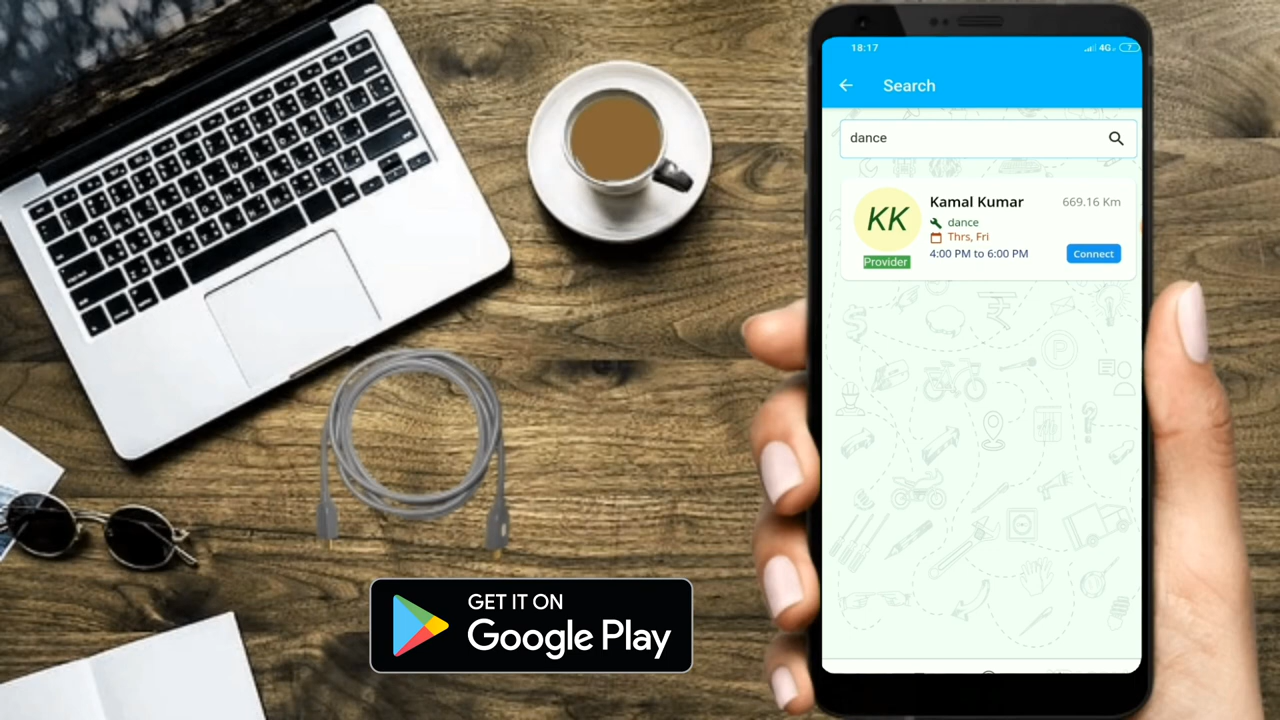 18:17
4G
7
Search
dance
KK
Provider
Kamal Kumar
669.16 Km
dance
Thrs, Fri
4:00 PM to 6:00 PM
Connect
GET IT ON
Google Play